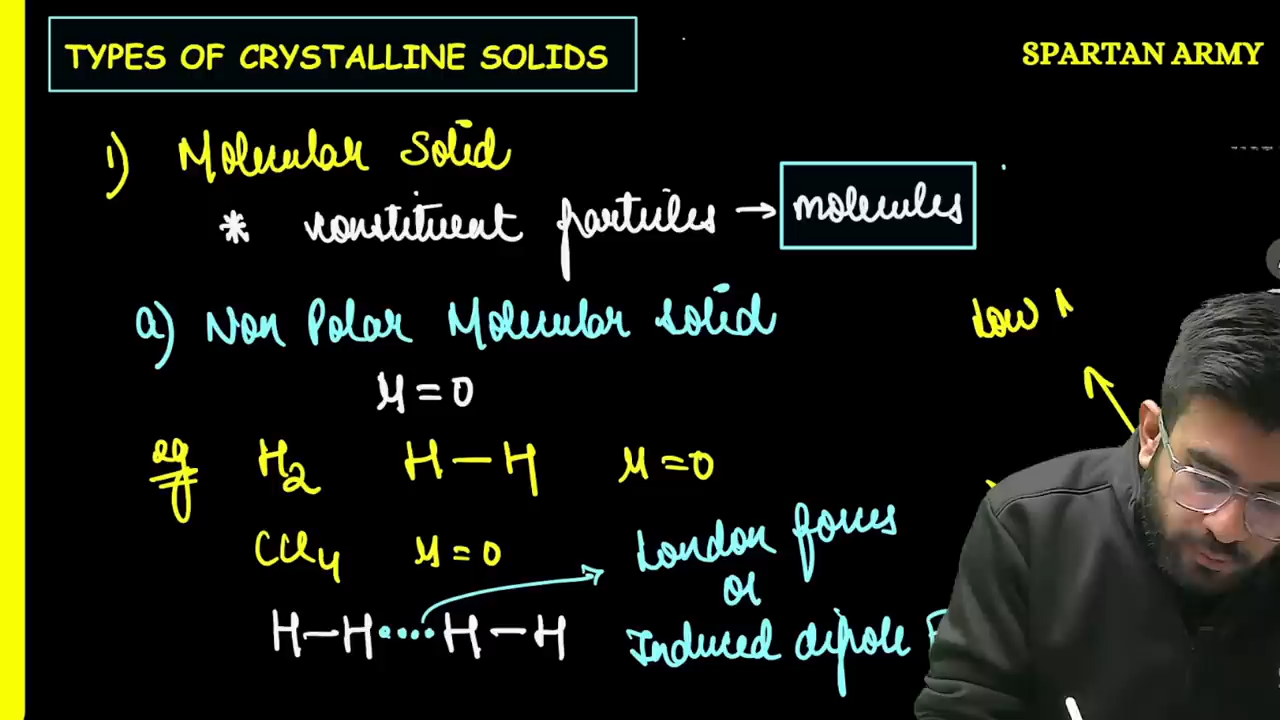 TYPES OF CRYSTALLINE SOLIDS
SPARTAN ARMY
1) Molecular Solid
* constituent particles → molecules
a) Non Polar Molecular solid
μ = 0
Low
eg H2 H—H μ = 0
CCl4 μ = 0
London forces
or
H—H....H—H
Induced dipole